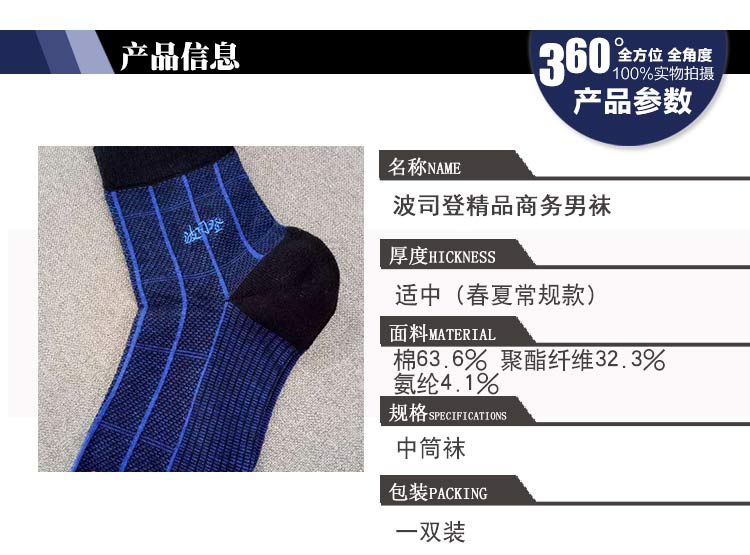 产品信息
360°
全方位 全角度
100%实物拍摄
产品参数
名称NAME
波司登精品商务男袜
厚度HICKNESS
适中（春夏常规款）
面料MATERIAL
棉63.6% 聚酯纤维32.3%
氨纶4.1%
规格SPECIFICATIONS
中筒袜
包装PACKING
一双装
波司登